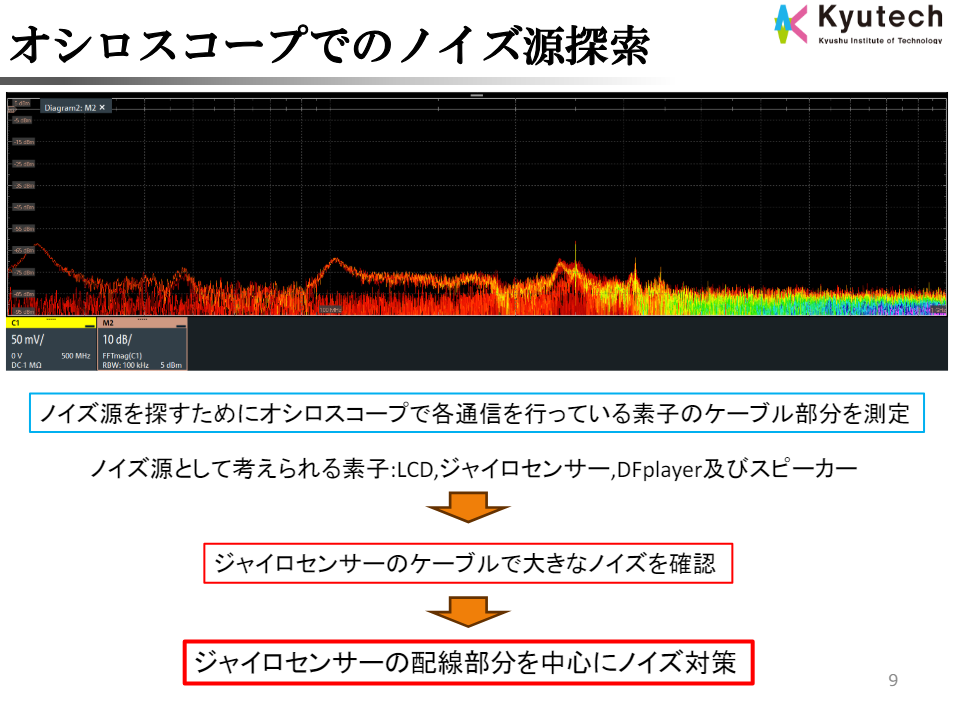 オシロスコープでのノイズ源探索
Kyutech
Kyushu Institute of Technology
5 dBm
Diagram2: M2 ✕
-5 dBm
-15 dBm
-25 dBm
-35 dBm
-45 dBm
-55 dBm
-65 dBm
-75 dBm
-85 dBm
-95 dBm
100 MHz
C1
M2
50 mV/
10 dB/
0 V 500 MHz
FFTmag(C1)
DC-1 MΩ
RBW: 100 kHz 5 dBm
ノイズ源を探すためにオシロスコープで各通信を行っている素子のケーブル部分を測定
ノイズ源として考えられる素子:LCD,ジャイロセンサー,DFplayer及びスピーカー
ジャイロセンサーのケーブルで大きなノイズを確認
ジャイロセンサーの配線部分を中心にノイズ対策
9